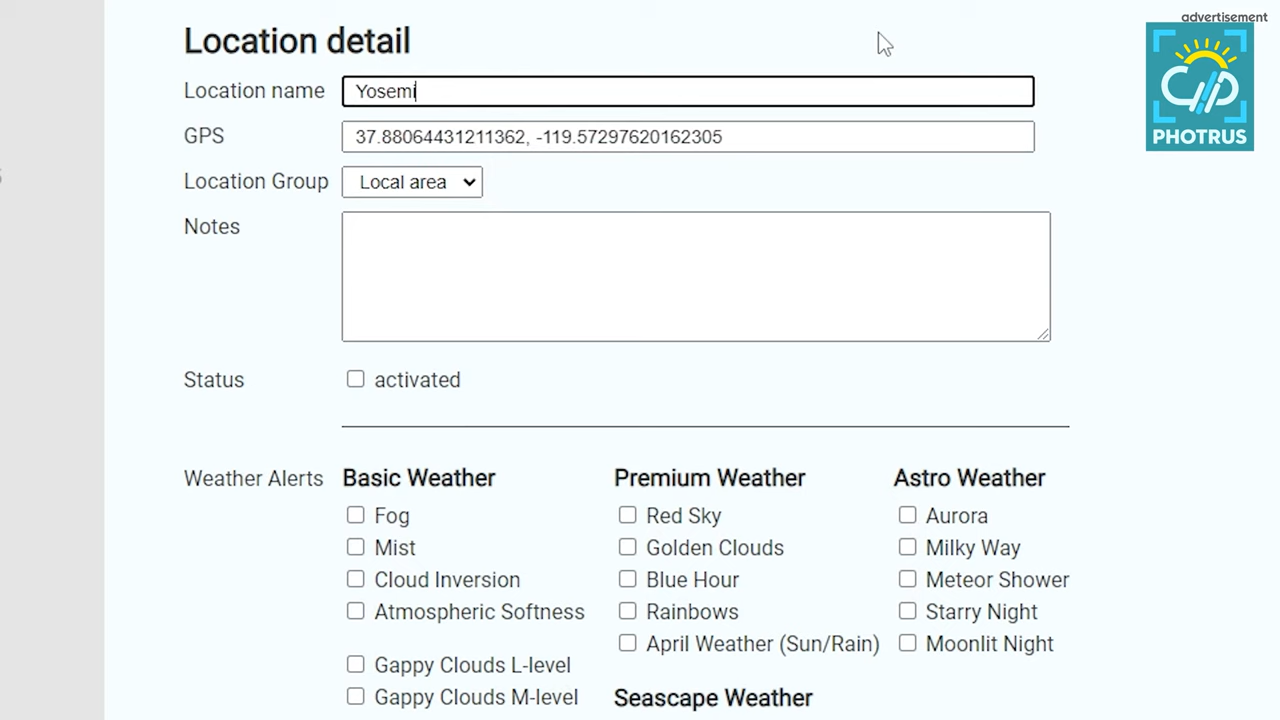 advertisement
PHOTRUS
Location detail
Location name Yosemi
GPS 37.88064431211362, -119.57297620162305
Location Group Local area
Notes
Status activated
Weather Alerts
Basic Weather
Fog
Mist
Cloud Inversion
Atmospheric Softness
Gappy Clouds L-level
Gappy Clouds M-level
Premium Weather
Red Sky
Golden Clouds
Blue Hour
Rainbows
April Weather (Sun/Rain)
Seascape Weather
Astro Weather
Aurora
Milky Way
Meteor Shower
Starry Night
Moonlit Night